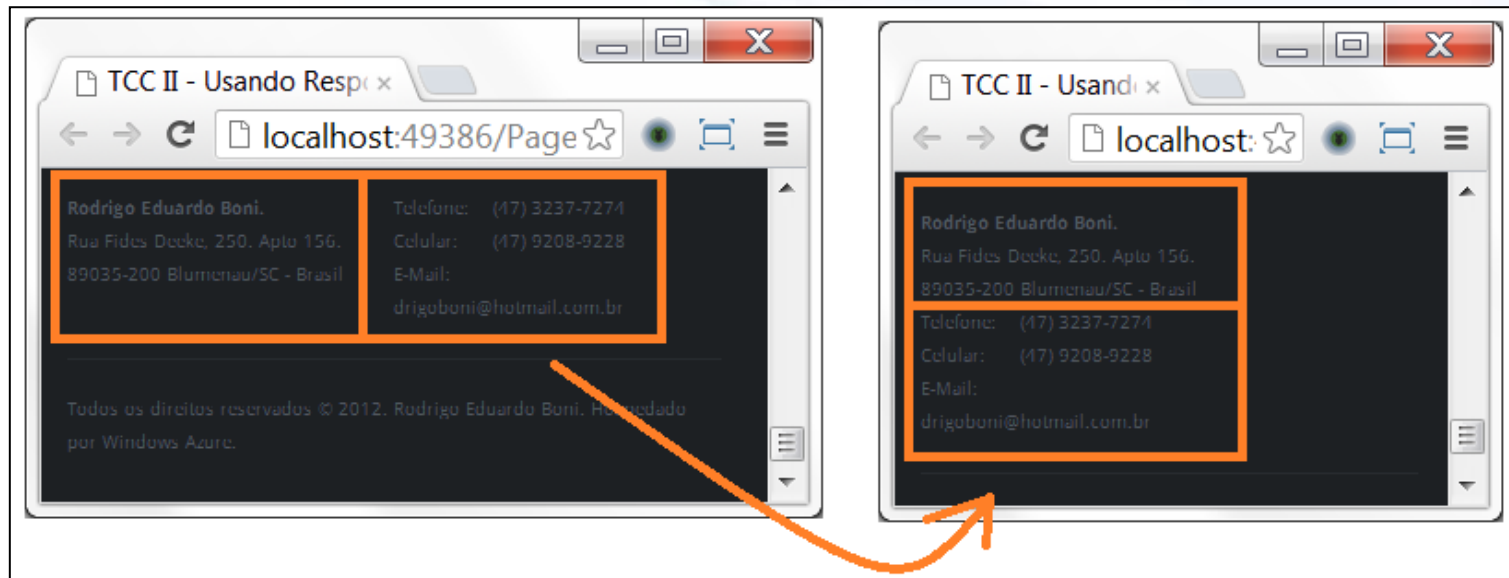 TCC II - Usando Resp
localhost:49386/Page
Rodrigo Eduardo Boni.
Rua Fides Deeke, 250. Apto 156.
89035-200 Blumenau/SC - Brasil
Telefone: (47) 3237-7274
Celular: (47) 9208-9228
E-Mail:
drigoboni@hotmail.com.br
Todos os direitos reservados © 2012. Rodrigo Eduardo Boni. Hospedado
por Windows Azure.
TCC II - Usand
localhost:
Rodrigo Eduardo Boni.
Rua Fides Deeke, 250. Apto 156.
89035-200 Blumenau/SC - Brasil
Telefone: (47) 3237-7274
Celular: (47) 9208-9228
E-Mail:
drigoboni@hotmail.com.br